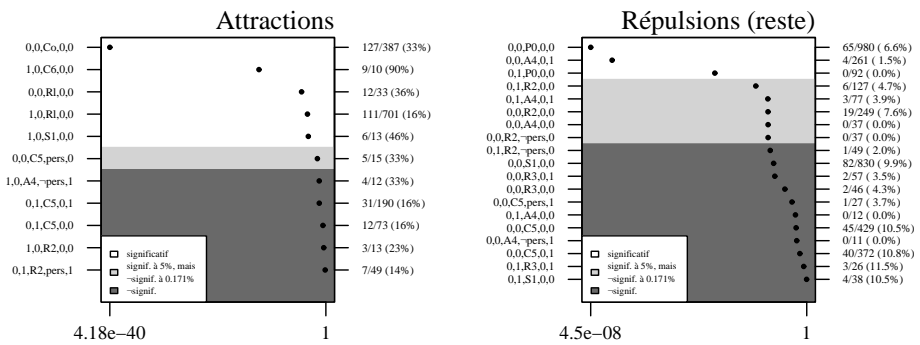 Attractions
0,0,Co,0,0 127/387 (33%)
1,0,C6,0,0 9/10 (90%)
0,0,Rl,0,0 12/33 (36%)
1,0,Rl,0,0 111/701 (16%)
1,0,S1,0,0 6/13 (46%)
0,0,C5,pers,0 5/15 (33%)
1,0,A4,¬pers,1 4/12 (33%)
0,1,C5,0,1 31/190 (16%)
0,1,C5,0,0 12/73 (16%)
1,0,R2,0,0 3/13 (23%)
0,1,R2,pers,1 7/49 (14%)
significatif
signif. à 5%, mais
¬signif. à 0.171%
¬signif.
4.18e−40 1
Répulsions (reste)
0,0,P0,0,0 65/980 ( 6.6%)
0,0,A4,0,1 4/261 ( 1.5%)
0,1,P0,0,0 0/92 ( 0.0%)
0,1,R2,0,0 6/127 ( 4.7%)
0,1,A4,0,1 3/77 ( 3.9%)
0,0,R2,0,0 19/249 ( 7.6%)
0,0,A4,0,0 0/37 ( 0.0%)
0,0,R2,¬pers,0 0/37 ( 0.0%)
0,1,R2,¬pers,0 1/49 ( 2.0%)
0,0,S1,0,0 82/830 ( 9.9%)
0,0,R3,0,1 2/57 ( 3.5%)
0,0,R3,0,0 2/46 ( 4.3%)
0,0,C5,pers,1 1/27 ( 3.7%)
0,1,A4,0,0 0/12 ( 0.0%)
0,0,C5,0,0 45/429 (10.5%)
0,0,A4,¬pers,1 0/11 ( 0.0%)
0,0,C5,0,1 40/372 (10.8%)
0,1,R3,0,1 3/26 (11.5%)
0,1,S1,0,0 4/38 (10.5%)
significatif
signif. à 5%, mais
¬signif. à 0.171%
¬signif.
4.5e−08 1